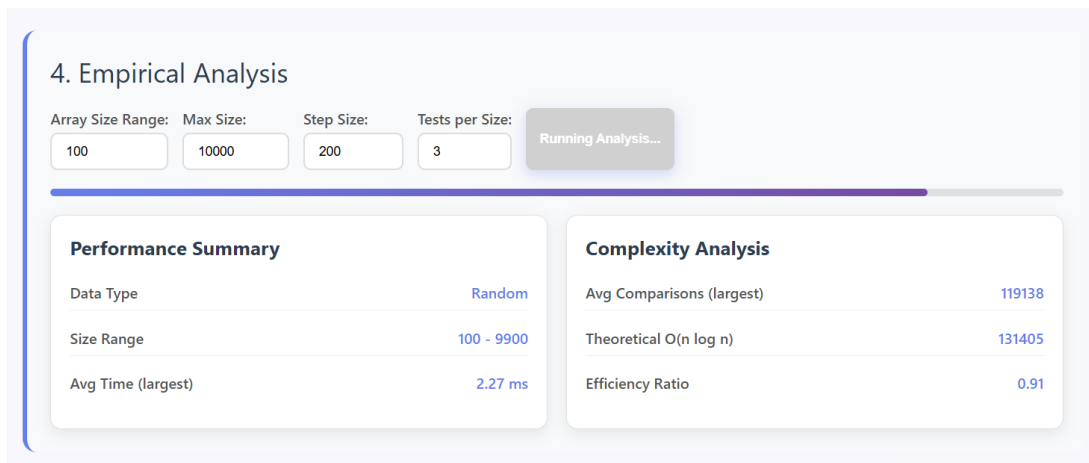 4. Empirical Analysis
Array Size Range: Max Size: Step Size: Tests per Size:
100 10000 200 3 Running Analysis...
Performance Summary
Data Type Random
Size Range 100 - 9900
Avg Time (largest) 2.27 ms
Complexity Analysis
Avg Comparisons (largest) 119138
Theoretical O(n log n) 131405
Efficiency Ratio 0.91